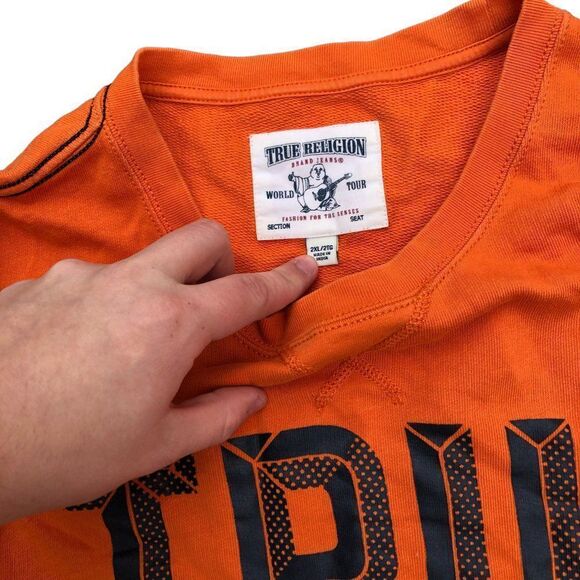 TRUE RELIGION
BRAND JEANS®
WORLD TOUR
FASHION FOR THE SENSES
SECTION SEAT
2XL/2TG
MADE IN
INDIA
TRU